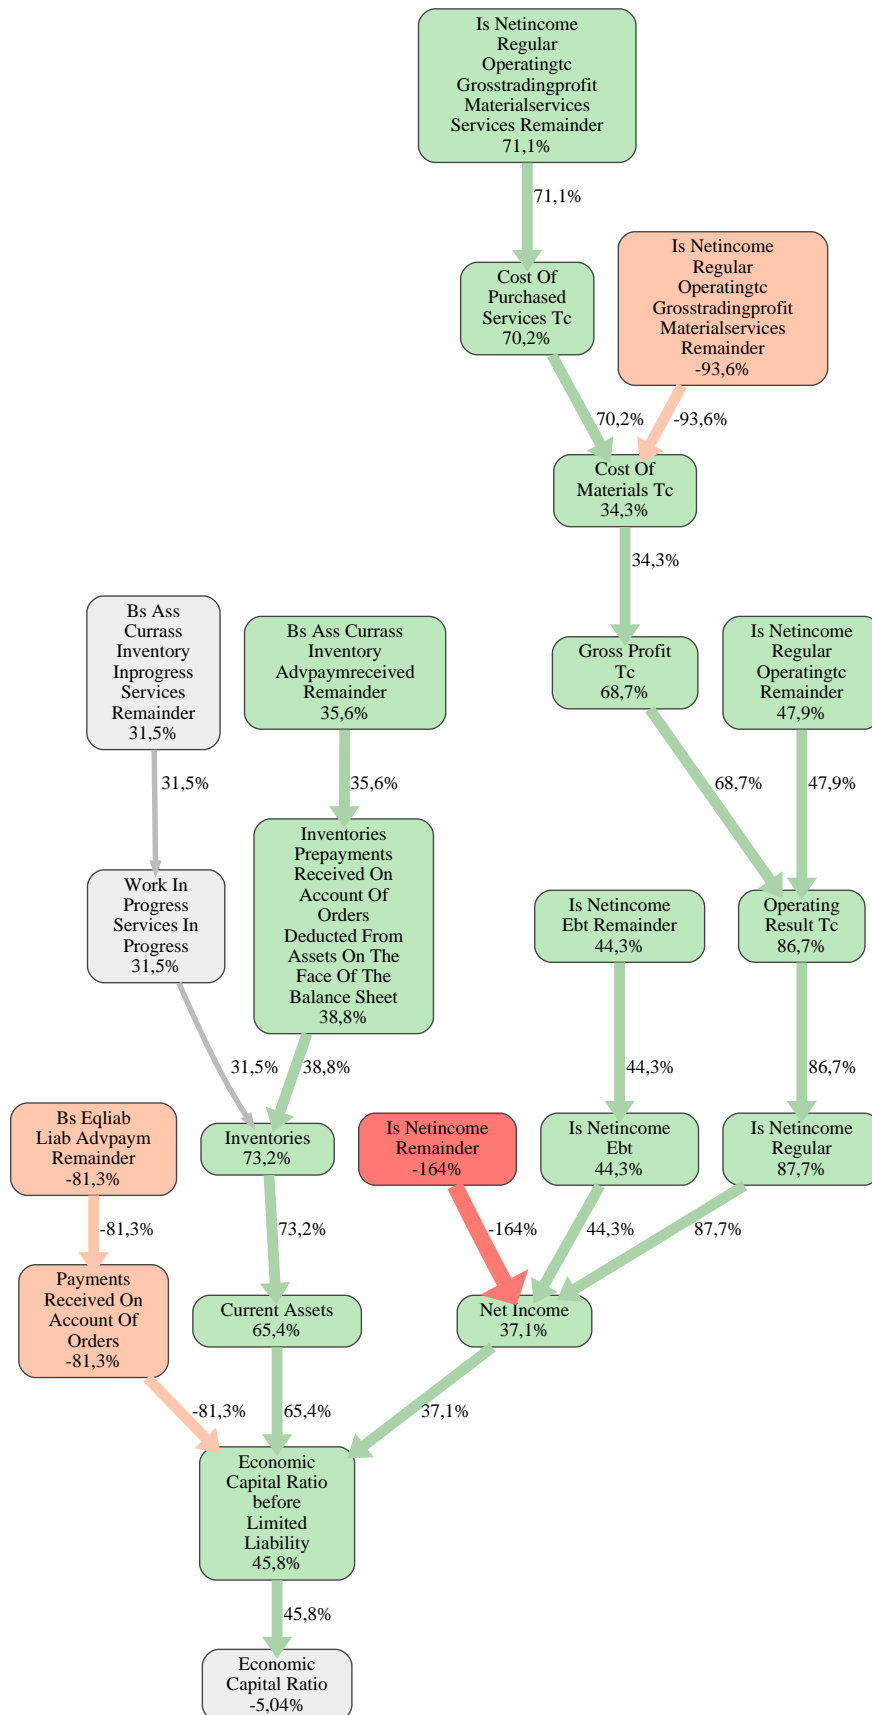 Is Netincome
Regular
Operatingtc
Grosstradingprofit
Materialservices
Services Remainder
71,1%
71,1%
Cost Of
Purchased
Services Tc
70,2%
Is Netincome
Regular
Operatingtc
Grosstradingprofit
Materialservices
Remainder
-93,6%
70,2%
-93,6%
Cost Of
Materials Tc
34,3%
34,3%
Bs Ass
Currass
Inventory
Inprogress
Services
Remainder
31,5%
Bs Ass Currass
Inventory
Advpaymreceived
Remainder
35,6%
Gross Profit
Tc
68,7%
Is Netincome
Regular
Operatingtc
Remainder
47,9%
31,5%
35,6%
68,7%
47,9%
Inventories
Prepayments
Received On
Account Of
Orders
Deducted From
Assets On The
Face Of The
Balance Sheet
38,8%
Work In
Progress
Services In
Progress
31,5%
Is Netincome
Ebt Remainder
44,3%
Operating
Result Tc
86,7%
31,5%
38,8%
44,3%
86,7%
Bs Eqliab
Liab Advpaym
Remainder
-81,3%
Inventories
73,2%
Is Netincome
Remainder
-164%
Is Netincome
Ebt
44,3%
Is Netincome
Regular
87,7%
-81,3%
73,2%
-164%
44,3%
87,7%
Payments
Received On
Account Of
Orders
-81,3%
Current Assets
65,4%
Net Income
37,1%
-81,3%
65,4%
37,1%
Economic
Capital Ratio
before
Limited
Liability
45,8%
45,8%
Economic
Capital Ratio
-5,04%